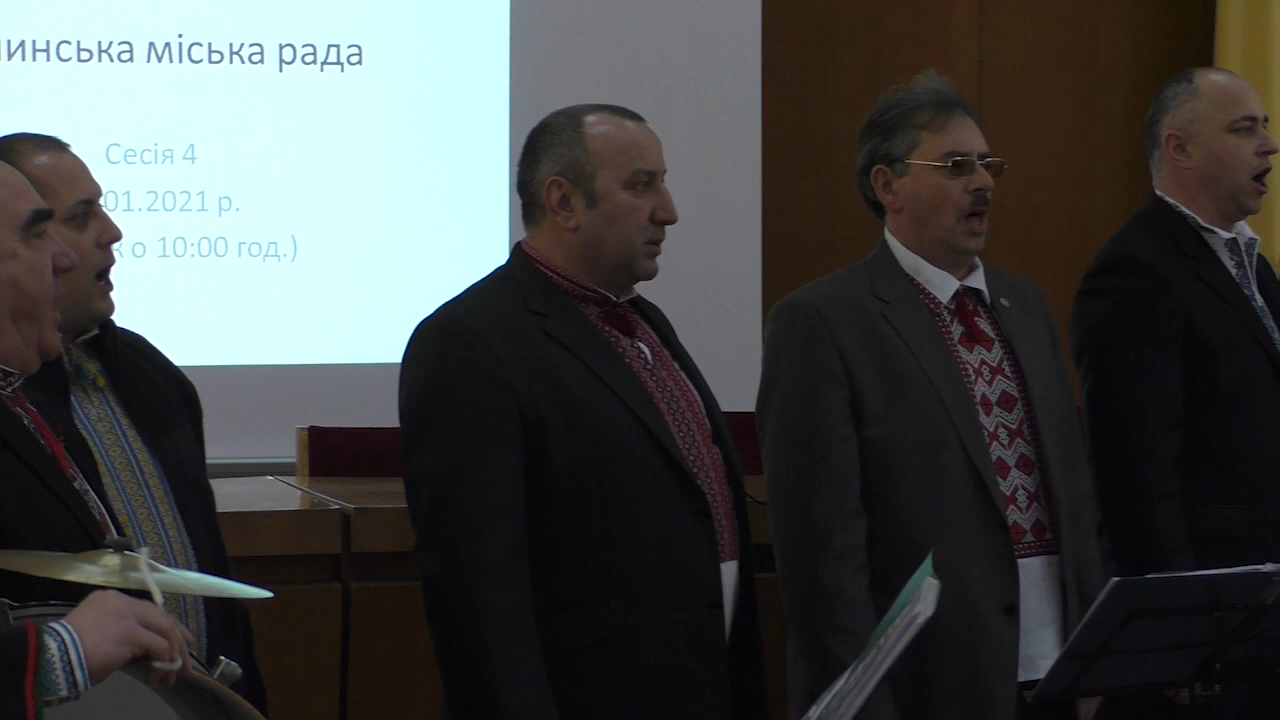 инська міська рада
Сесія 4
01.2021 р.
о 10:00 год.)